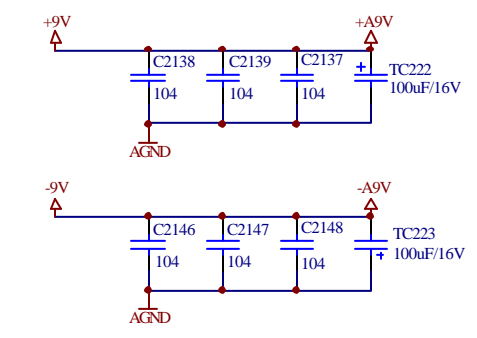 +9V
+A9V
C2138
C2139
C2137
+
TC222
104
104
104
100uF/16V
AGND
-9V
-A9V
C2146
C2147
C2148
TC223
104
104
104
+
100uF/16V
AGND